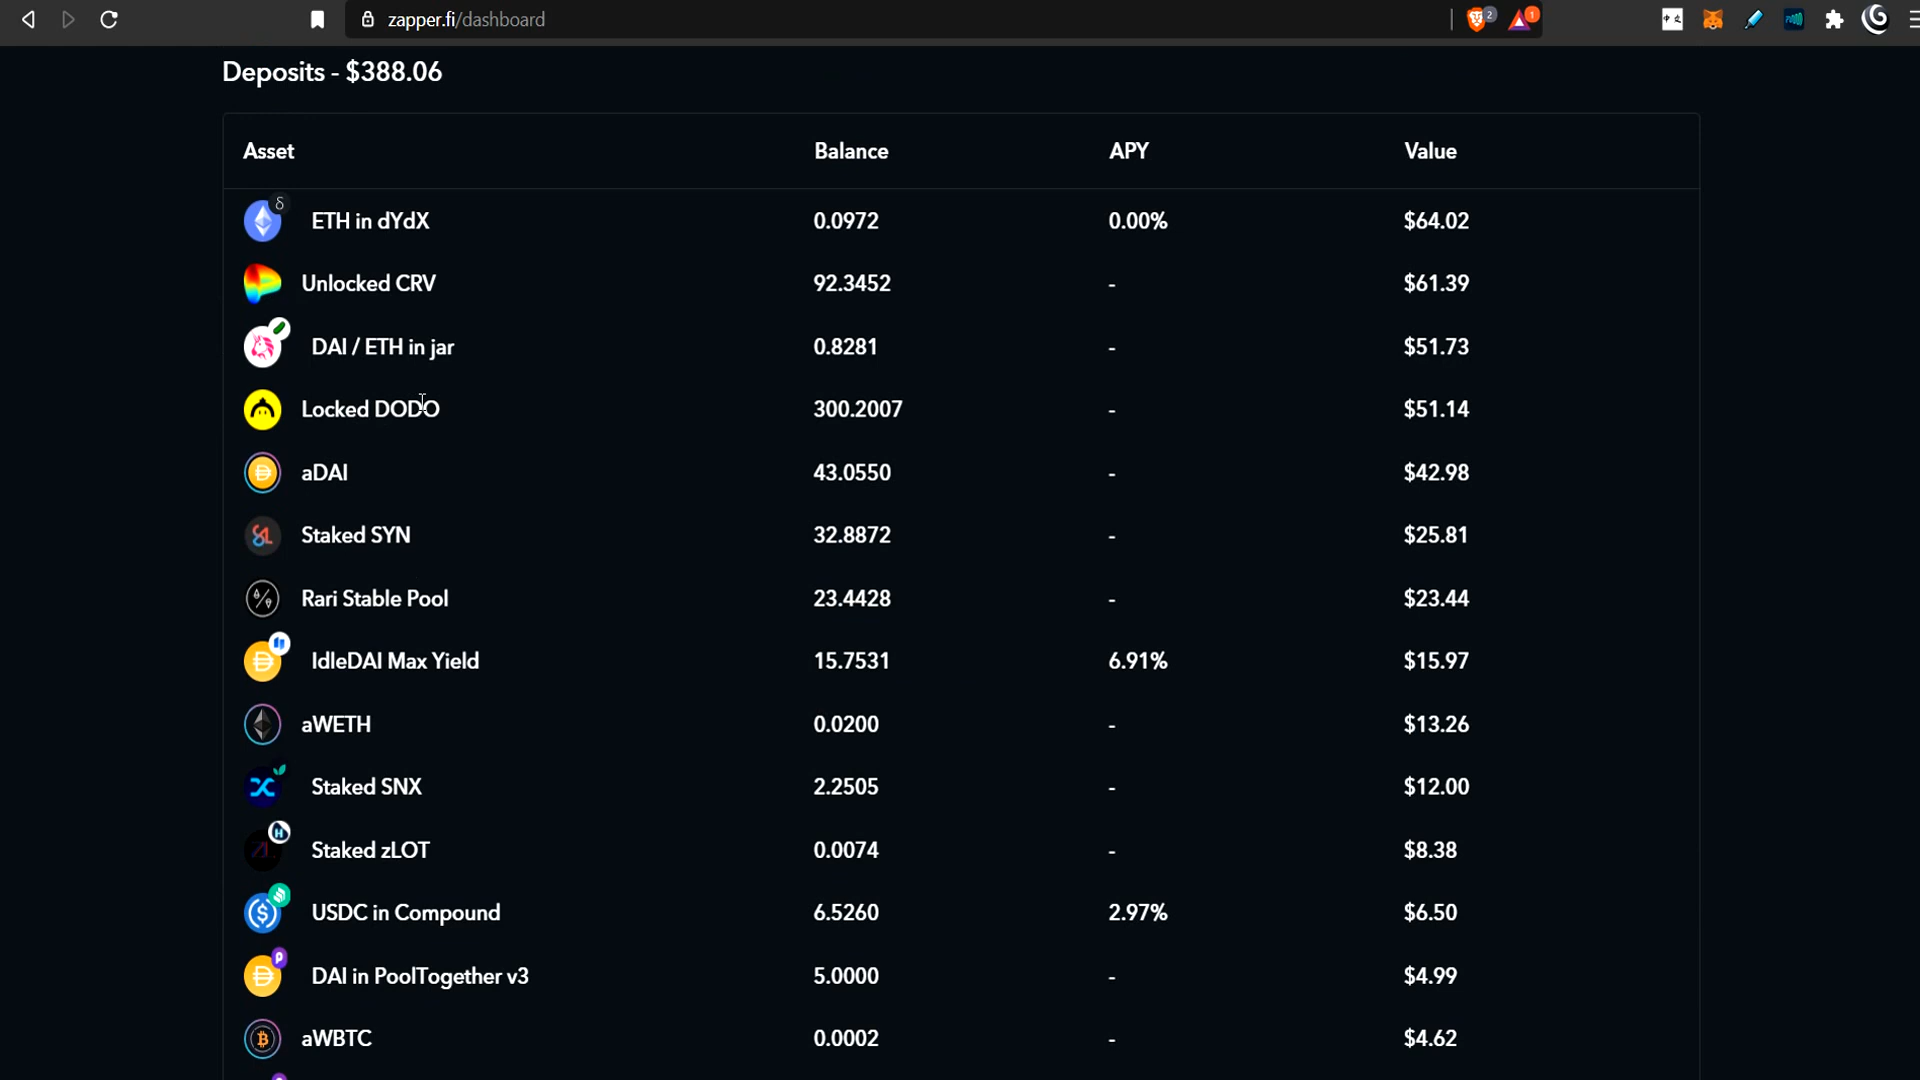 zapper.fi/dashboard
2
1
Deposits - $388.06
Asset Balance APY Value
ETH in dYdX 0.0972 0.00% $64.02
Unlocked CRV 92.3452 - $61.39
DAI / ETH in jar 0.8281 - $51.73
Locked DODO 300.2007 - $51.14
aDAI 43.0550 - $42.98
Staked SYN 32.8872 - $25.81
Rari Stable Pool 23.4428 - $23.44
IdleDAI Max Yield 15.7531 6.91% $15.97
aWETH 0.0200 - $13.26
Staked SNX 2.2505 - $12.00
Staked zLOT 0.0074 - $8.38
USDC in Compound 6.5260 2.97% $6.50
DAI in PoolTogether v3 5.0000 - $4.99
aWBTC 0.0002 - $4.62